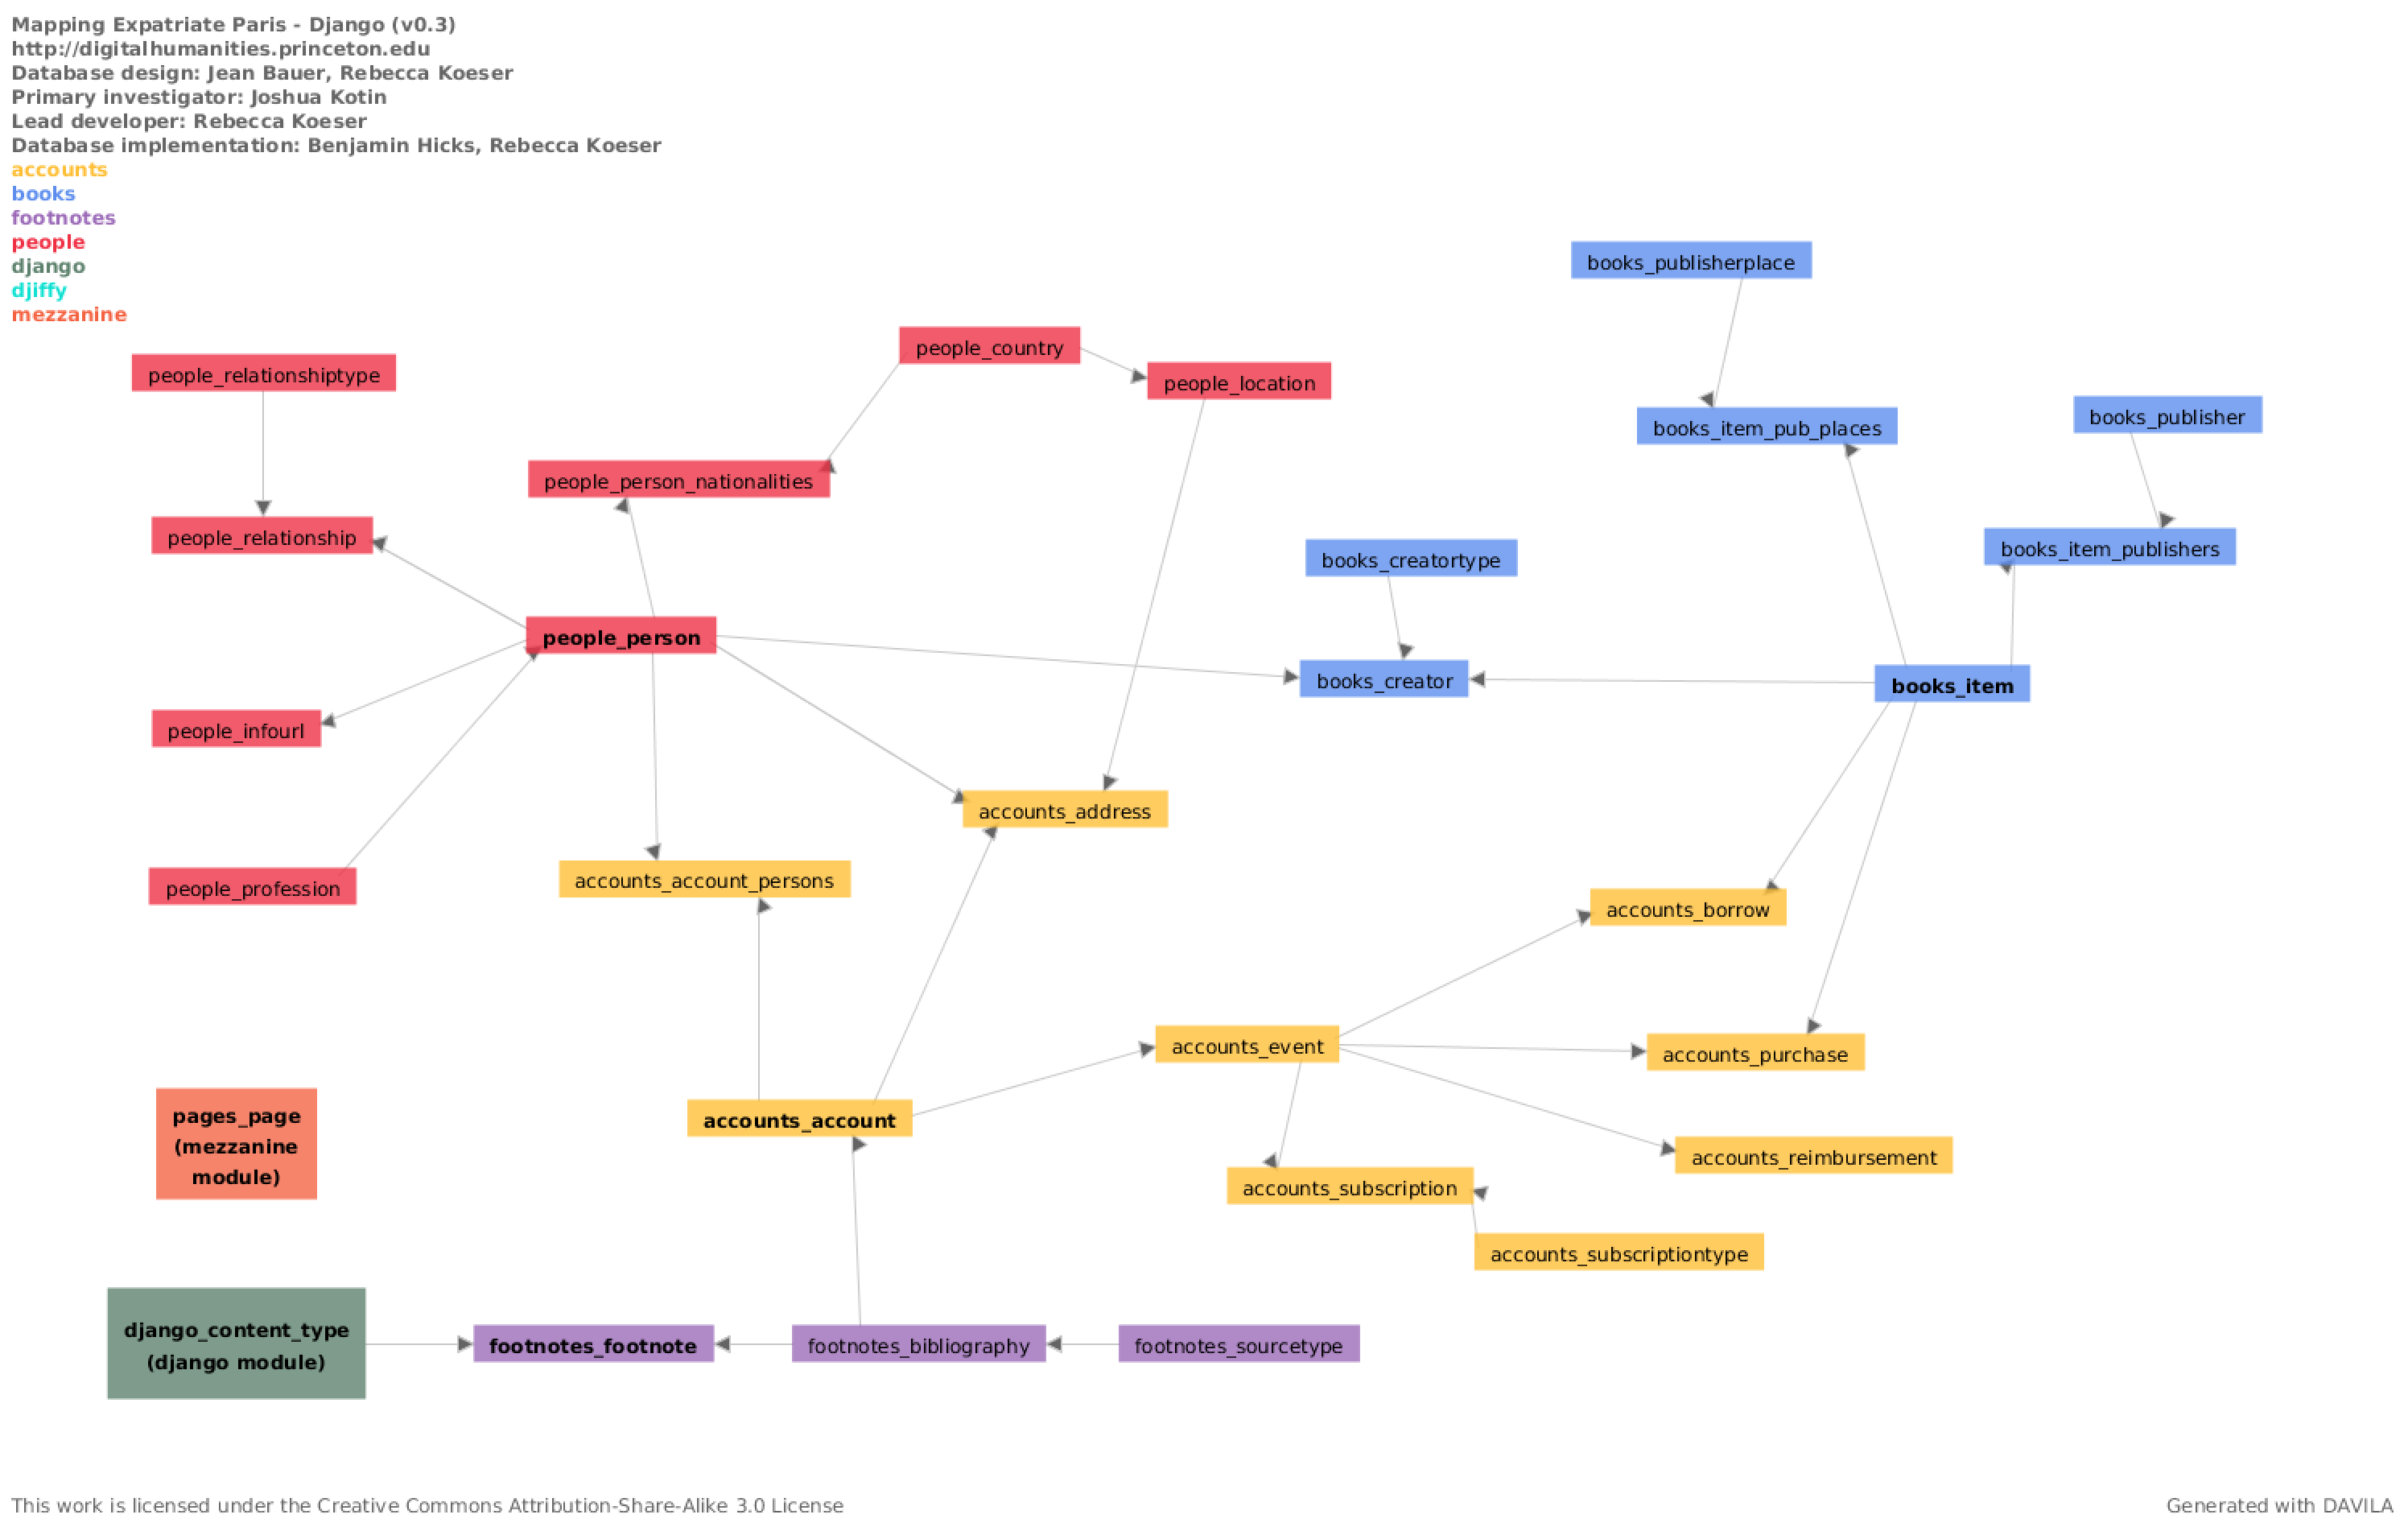 Mapping Expatriate Paris - Django (v0.3)
http://digitalhumanities.princeton.edu
Database design: Jean Bauer, Rebecca Koeser
Primary investigator: Joshua Kotin
Lead developer: Rebecca Koeser
Database implementation: Benjamin Hicks, Rebecca Koeser
accounts
books
footnotes
people
django
djiffy
mezzanine
books_publisherplace
people_country
people_relationshiptype
people_location
books_publisher
books_item_pub_places
people_person_nationalities
people_relationship
books_item_publishers
books_creatortype
people_person
books_creator
books_item
people_infourl
accounts_address
accounts_account_persons
people_profession
accounts_borrow
accounts_event
accounts_purchase
pages_page
(mezzanine
module)
accounts_account
accounts_reimbursement
accounts_subscription
accounts_subscriptiontype
django_content_type
(django module)
footnotes_footnote
footnotes_bibliography
footnotes_sourcetype
This work is licensed under the Creative Commons Attribution-Share-Alike 3.0 License
Generated with DAVILA